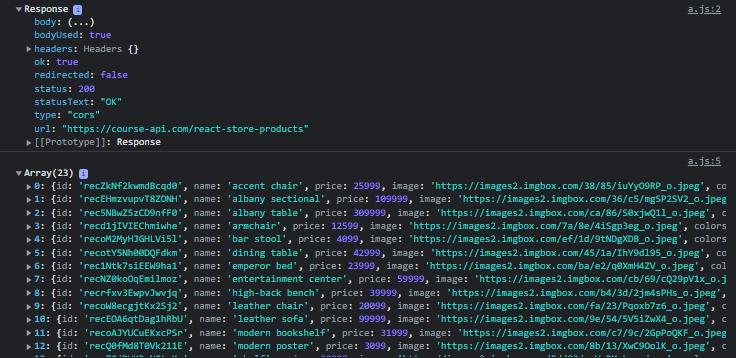 Response i a.js:2
body: (...)
bodyUsed: true
headers: Headers {}
ok: true
redirected: false
status: 200
statusText: "OK"
type: "cors"
url: "https://course-api.com/react-store-products"
[[Prototype]]: Response
a.js:5
Array(23) i
0: {id: 'recZkNf2kwmdBcqd0', name: 'accent chair', price: 25999, image: 'https://images2.imgbox.com/38/85/iuYyO9RP_o.jpeg', co
1: {id: 'recEHmzvupvT8ZONH', name: 'albany sectional', price: 109999, image: 'https://images2.imgbox.com/36/c5/mgSP2SV2_o.jpeg',
2: {id: 'rec5NBwZ5zCD9nfF0', name: 'albany table', price: 309999, image: 'https://images2.imgbox.com/ca/86/S0xjwQ1l_o.jpeg', co
3: {id: 'recd1jIVIEChmiwhe', name: 'armchair', price: 12599, image: 'https://images2.imgbox.com/7a/8e/4i5gp3eg_o.jpeg', colors
4: {id: 'recoM2MyHJGHLVi5l', name: 'bar stool', price: 4099, image: 'https://images2.imgbox.com/ef/1d/9tNDgXDB_o.jpeg', colors
5: {id: 'recotY5Nh00DQFdkm', name: 'dining table', price: 42999, image: 'https://images2.imgbox.com/45/1a/IhY9dl95_o.jpeg', co
6: {id: 'rec1Ntk7siEEW9ha1', name: 'emperor bed', price: 23999, image: 'https://images2.imgbox.com/ba/e2/q0XmH4ZV_o.jpeg', col
7: {id: 'recNZ0koOqEmilmoz', name: 'entertainment center', price: 59999, image: 'https://images2.imgbox.com/cb/69/cQ29pV1x_o.jp
8: {id: 'recrfxv3EwpvJwvjq', name: 'high-back bench', price: 39999, image: 'https://images2.imgbox.com/b4/3d/2jm4sPHs_o.jpeg',
9: {id: 'recoW8ecgjtKx2Sj2', name: 'leather chair', price: 20099, image: 'https://images2.imgbox.com/fa/23/Pqoxb7z6_o.jpeg', c
10: {id: 'recEOA6qtDag1hRbU', name: 'leather sofa', price: 99999, image: 'https://images2.imgbox.com/9e/54/5V5iZwX4_o.jpeg', c
11: {id: 'recoAJYUCuEKxcPSr', name: 'modern bookshelf', price: 31999, image: 'https://images2.imgbox.com/c7/9c/2GpPoQKF_o.jpeg
12: {id: 'recQ0fMd8T0Vk211E', name: 'modern poster', price: 3099, image: 'https://images2.imgbox.com/8b/13/XwC9OolK_o.jpeg', c